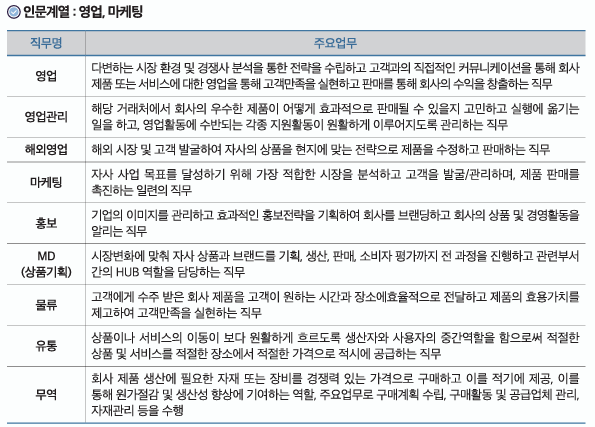 인문계열 : 영업, 마케팅
직무명 주요업무
영업
다변하는 시장 환경 및 경쟁사 분석을 통한 전략을 수립하고 고객과의 직접적인 커뮤니케이션을 통해 회사
제품 또는 서비스에 대한 영업을 통해 고객만족을 실현하고 판매를 통해 회사의 수익을 창출하는 직무
영업관리
해당 거래처에서 회사의 우수한 제품이 어떻게 효과적으로 판매될 수 있을지 고민하고 실행에 옮기는
일을 하고, 영업활동에 수반되는 각종 지원활동이 원활하게 이루어지도록 관리하는 직무
해외영업
해외 시장 및 고객 발굴하여 자사의 상품을 현지에 맞는 전략으로 제품을 수정하고 판매하는 직무
마케팅
자사 사업 목표를 달성하기 위해 가장 적합한 시장을 분석하고 고객을 발굴/관리하며, 제품 판매를
촉진하는 일련의 직무
홍보
기업의 이미지를 관리하고 효과적인 홍보전략을 기획하여 회사를 브랜딩하고 회사의 상품 및 경영활동을
알리는 직무
MD
(상품기획)
시장변화에 맞춰 자사 상품과 브랜드를 기획, 생산, 판매, 소비자 평가까지 전 과정을 진행하고 관련부서
간의 HUB 역할을 담당하는 직무
물류
고객에게 수주 받은 회사 제품을 고객이 원하는 시간과 장소에효율적으로 전달하고 제품의 효용가치를
제고하여 고객만족을 실현하는 직무
유통
상품이나 서비스의 이동이 보다 원활하게 흐르도록 생산자와 사용자의 중간역할을 함으로써 적절한
상품 및 서비스를 적절한 장소에서 적절한 가격으로 적시에 공급하는 직무
무역
회사 제품 생산에 필요한 자재 또는 장비를 경쟁력 있는 가격으로 구매하고 이를 적기에 제공, 이를
통해 원가절감 및 생산성 향상에 기여하는 역할, 주요업무로 구매계획 수립, 구매활동 및 공급업체 관리,
자재관리 등을 수행